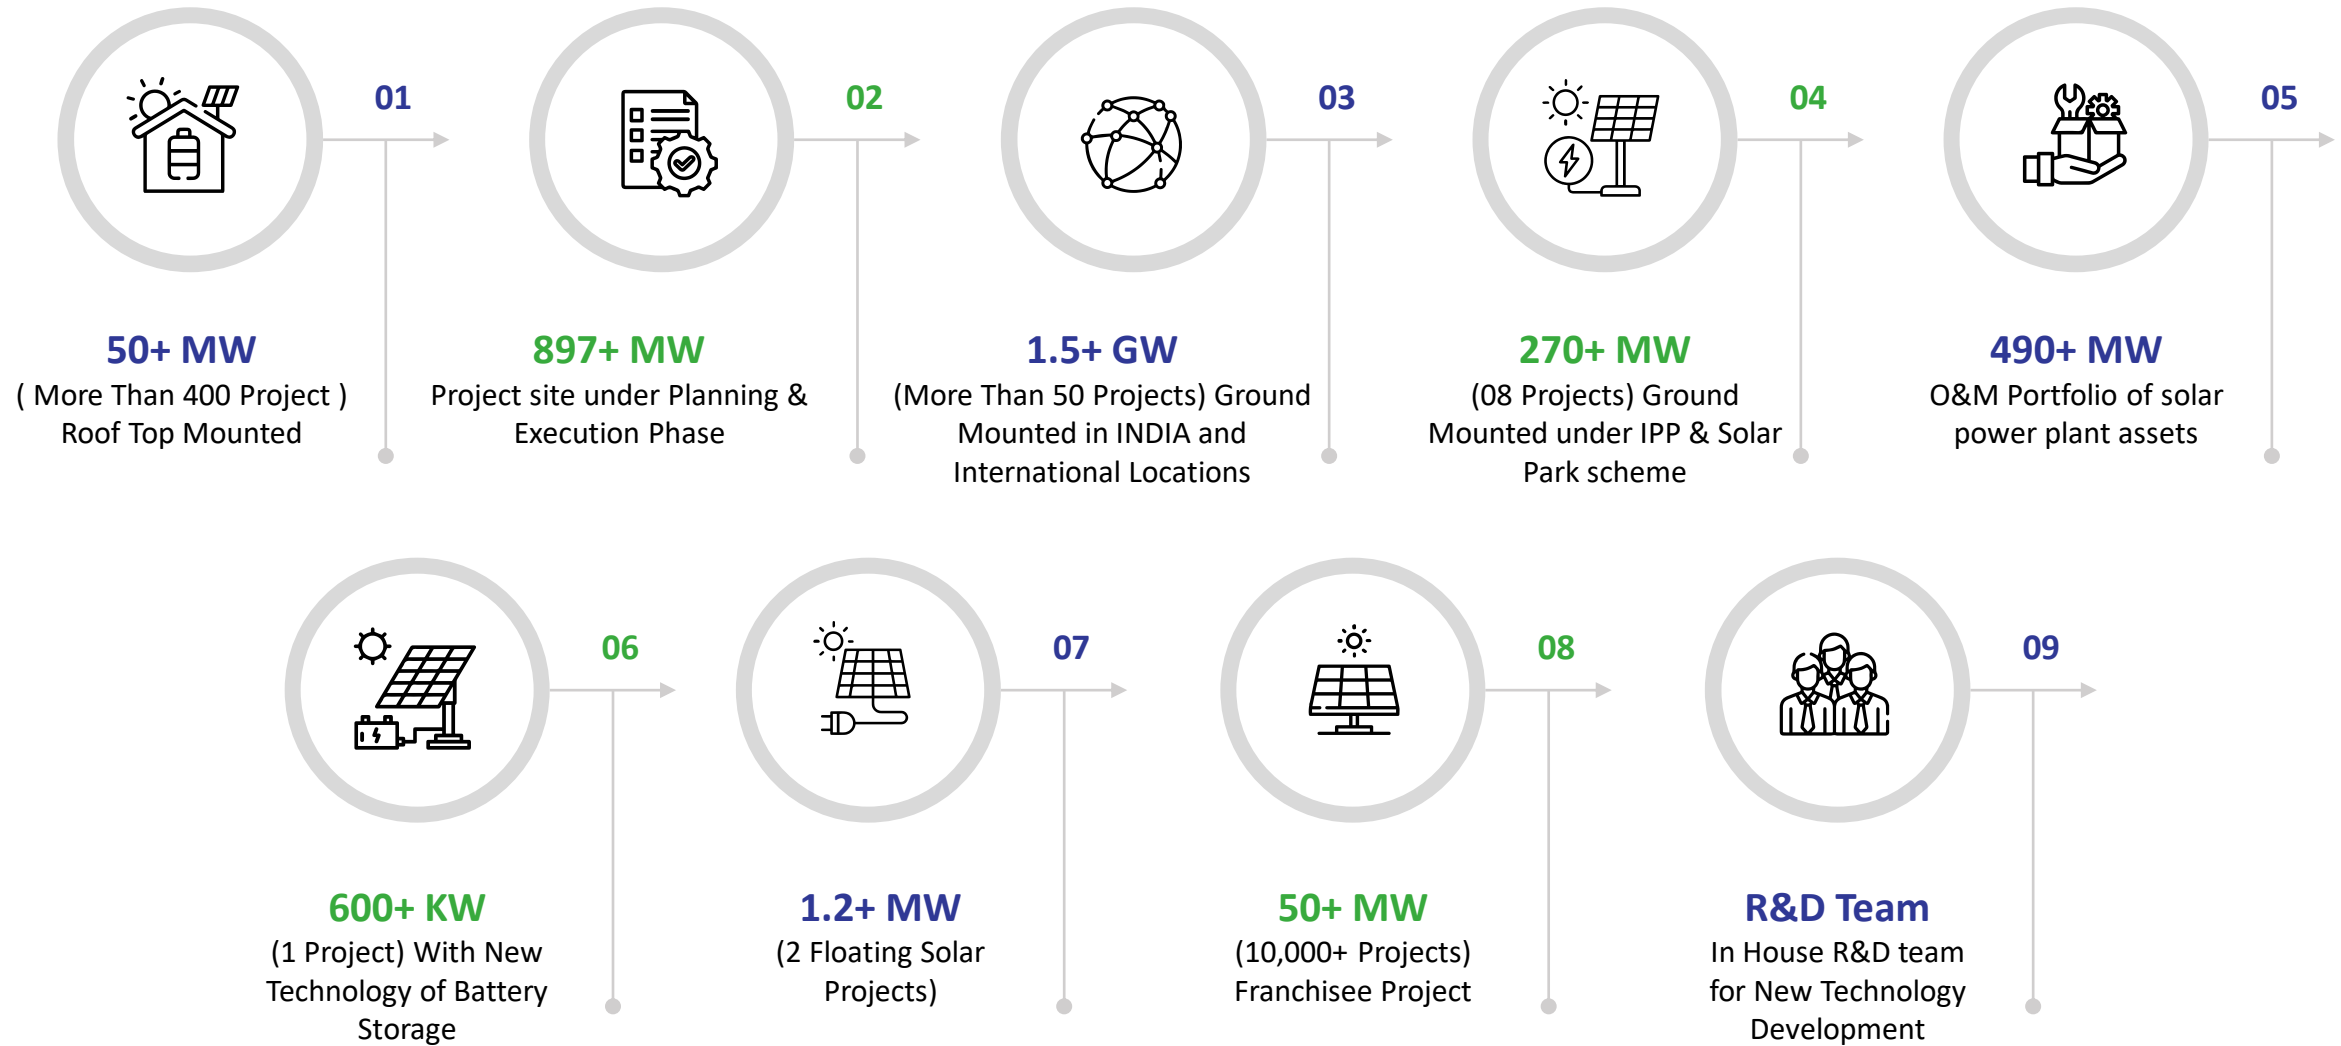 01
50+ MW
( More Than 400 Project )
Roof Top Mounted
02
897+ MW
Project site under Planning &
Execution Phase
03
1.5+ GW
(More Than 50 Projects) Ground
Mounted in INDIA and
International Locations
04
270+ MW
(08 Projects) Ground
Mounted under IPP & Solar
Park scheme
05
490+ MW
O&M Portfolio of solar
power plant assets
06
600+ KW
(1 Project) With New
Technology of Battery
Storage
07
1.2+ MW
(2 Floating Solar
Projects)
08
50+ MW
(10,000+ Projects)
Franchisee Project
09
R&D Team
In House R&D team
for New Technology
Development